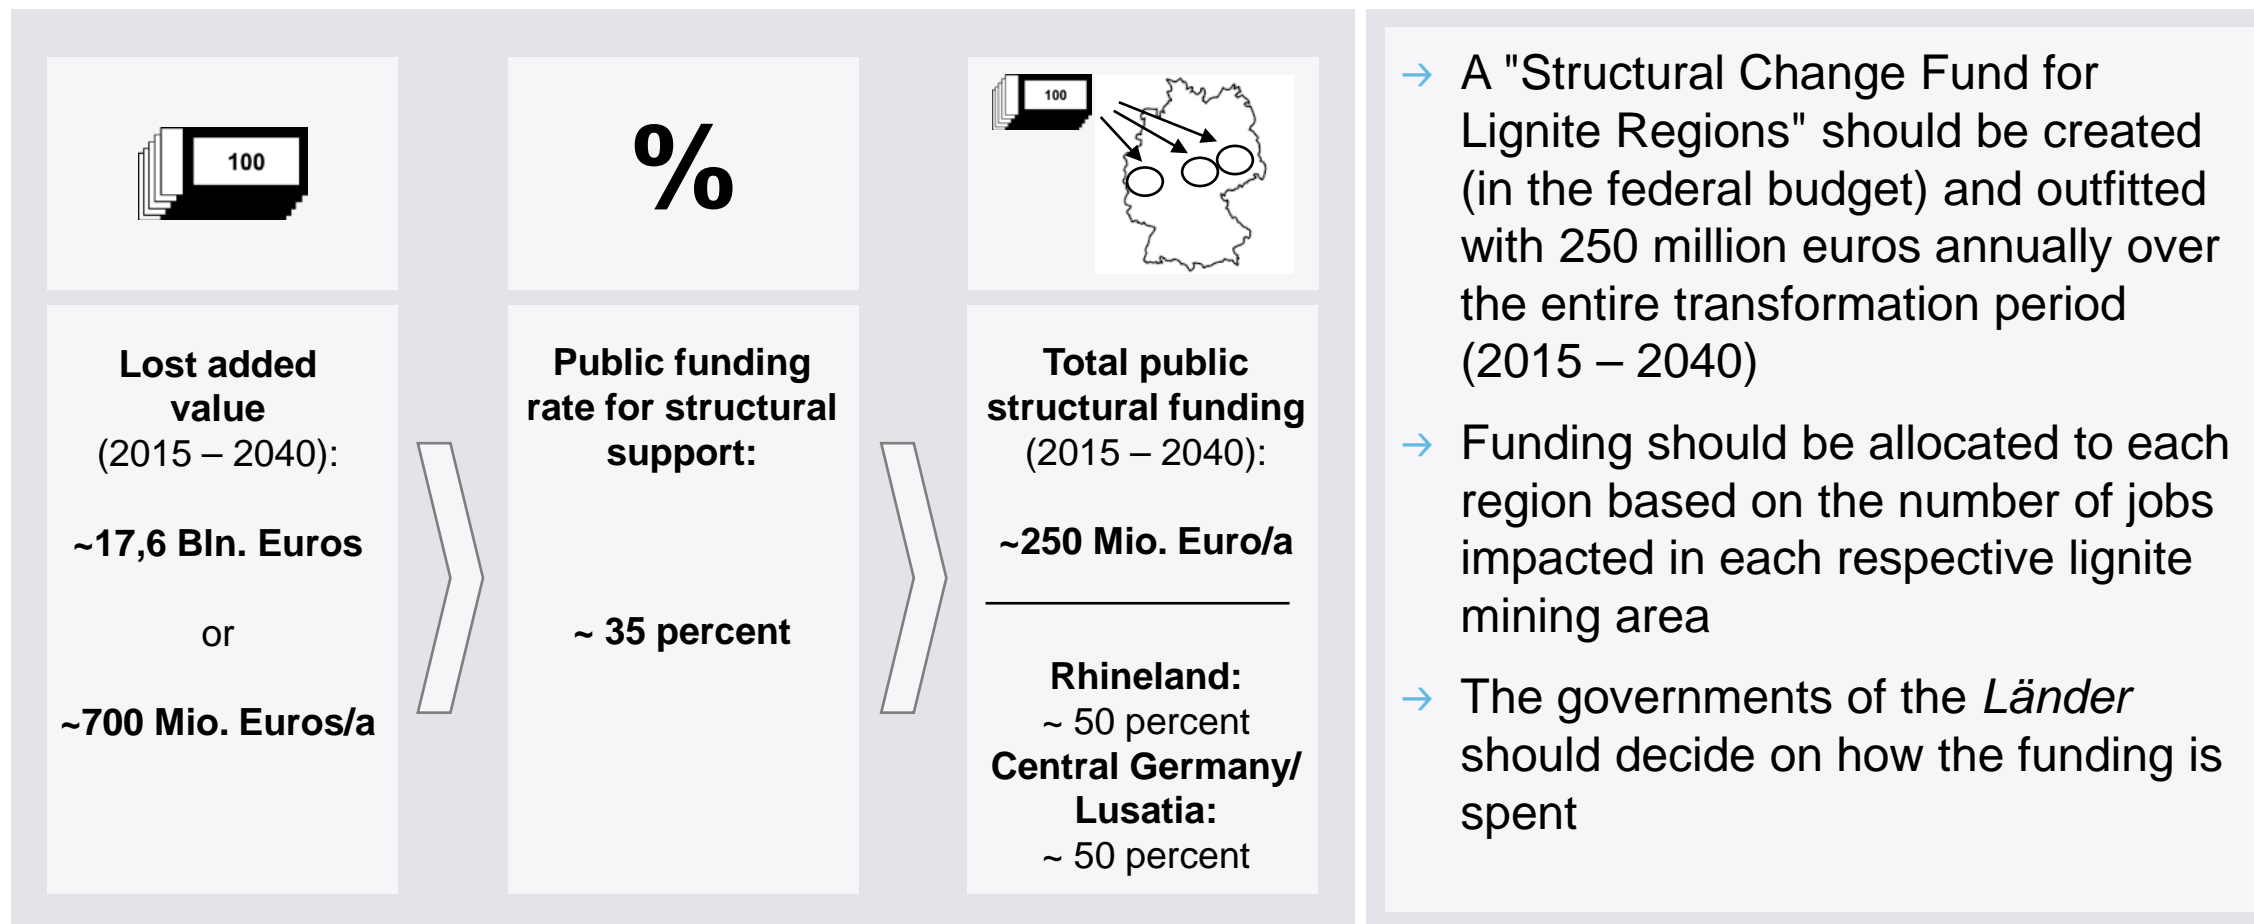 100
Lost added
value
(2015 – 2040):
~17,6 Bln. Euros
or
~700 Mio. Euros/a
%
Public funding
rate for structural
support:
~ 35 percent
100
Total public
structural funding
(2015 – 2040):
~250 Mio. Euro/a
Rhineland:
~ 50 percent
Central Germany/
Lusatia:
~ 50 percent
→ A "Structural Change Fund for
Lignite Regions" should be created
(in the federal budget) and outfitted
with 250 million euros annually over
the entire transformation period
(2015 – 2040)
→ Funding should be allocated to each
region based on the number of jobs
impacted in each respective lignite
mining area
→ The governments of the Länder
should decide on how the funding is
spent